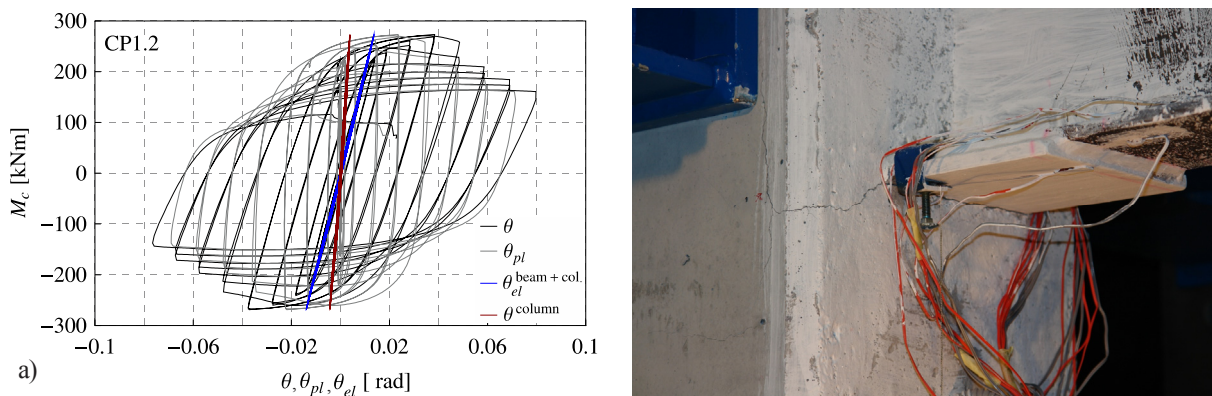 300
200
100
0
−100
−200
−300
CP1.2
M_c [kNm]
θ
θ_pl
θ_el^beam + col.
θ^column
−0.1
−0.06
−0.02
0.02
0.06
0.1
θ, θ_pl, θ_el [ rad]
a)